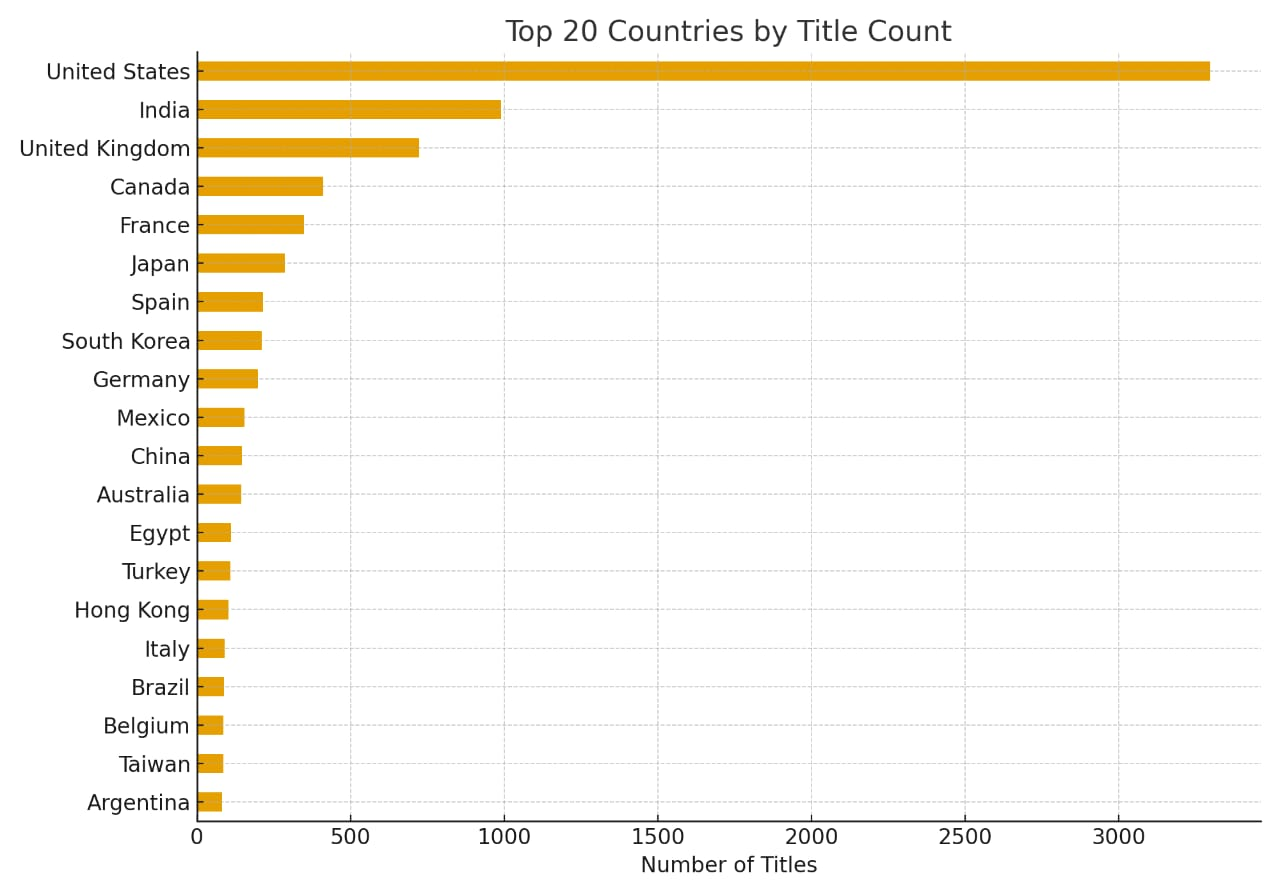 Top 20 Countries by Title Count
United States
India
United Kingdom
Canada
France
Japan
Spain
South Korea
Germany
Mexico
China
Australia
Egypt
Turkey
Hong Kong
Italy
Brazil
Belgium
Taiwan
Argentina
0 500 1000 1500 2000 2500 3000
Number of Titles